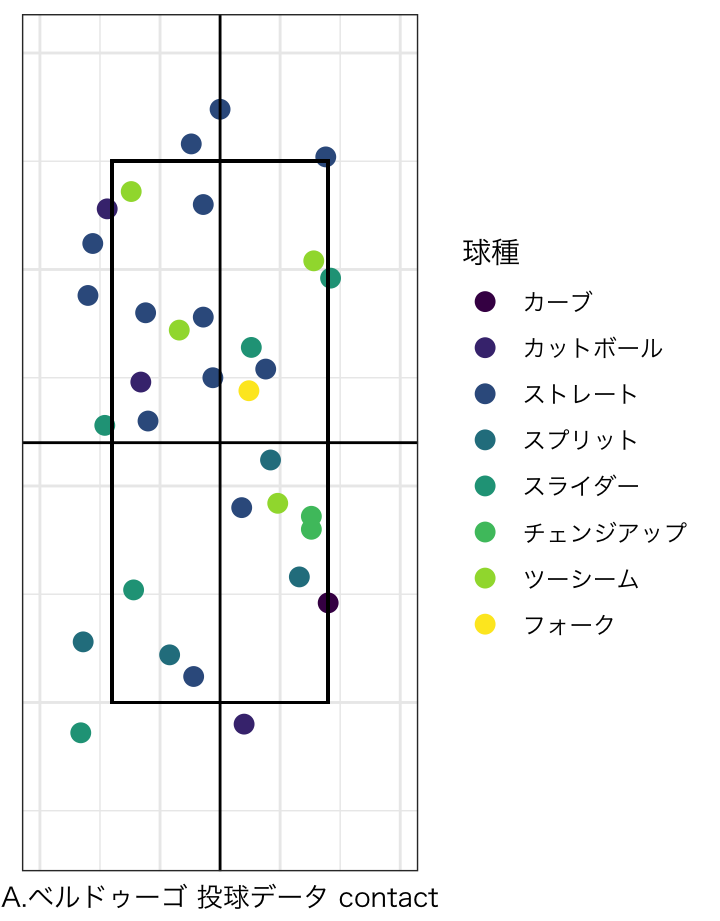 球種
カーブ
カットボール
ストレート
スプリット
スライダー
チェンジアップ
ツーシーム
フォーク
A.ベルドゥーゴ 投球データ contact